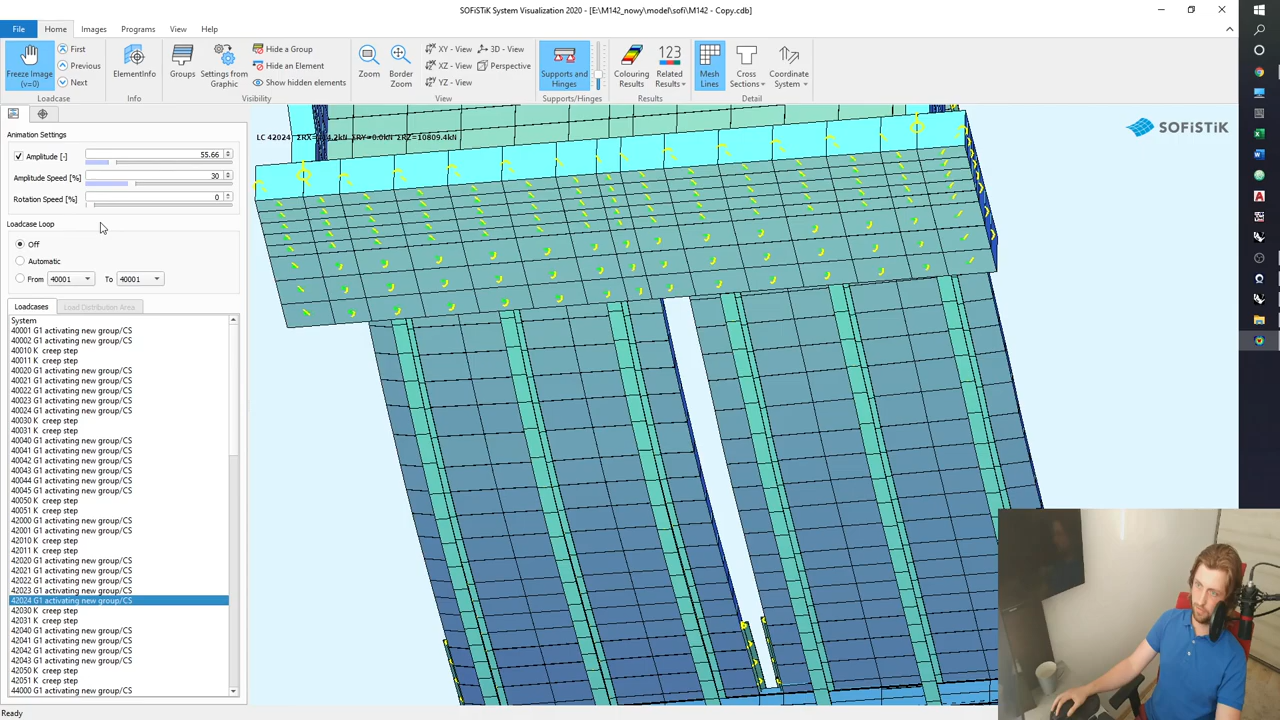 SOFiSTiK System Visualization 2020 - [E:\M142_nowy\model\sofi\M142 - Copy.cdb]
File Home Images Programs View Help
Freeze Image (v=0)
First
Previous
Next
Loadcase
ElementInfo
Info
Groups
Settings from Graphic
Hide a Group
Hide an Element
Show hidden elements
Visibility
Zoom
Border Zoom
XY - View
XZ - View
YZ - View
3D - View
Perspective
View
Supports and Hinges
Supports/Hinges
Colouring Results
123
Related Results
Results
Mesh Lines
Cross Sections
Coordinate System
Detail
Animation Settings
Amplitude [-] 55.66
Amplitude Speed [%] 30
Rotation Speed [%] 0
Loadcase Loop
Off
Automatic
From 40001 To 40001
Loadcases Load Distribution Area
System
40001 G1 activating new group/CS
40002 G1 activating new group/CS
40010 K creep step
40011 K creep step
40020 G1 activating new group/CS
40021 G1 activating new group/CS
40022 G1 activating new group/CS
40023 G1 activating new group/CS
40024 G1 activating new group/CS
40030 K creep step
40031 K creep step
40040 G1 activating new group/CS
40041 G1 activating new group/CS
40042 G1 activating new group/CS
40043 G1 activating new group/CS
40044 G1 activating new group/CS
40045 G1 activating new group/CS
40050 K creep step
40051 K creep step
42000 G1 activating new group/CS
42001 G1 activating new group/CS
42010 K creep step
42011 K creep step
42020 G1 activating new group/CS
42021 G1 activating new group/CS
42022 G1 activating new group/CS
42023 G1 activating new group/CS
42024 G1 activating new group/CS
42030 K creep step
42031 K creep step
42040 G1 activating new group/CS
42041 G1 activating new group/CS
42042 G1 activating new group/CS
42043 G1 activating new group/CS
42050 K creep step
42051 K creep step
44000 G1 activating new group/CS
Ready
LC 42024
SOFiSTiK